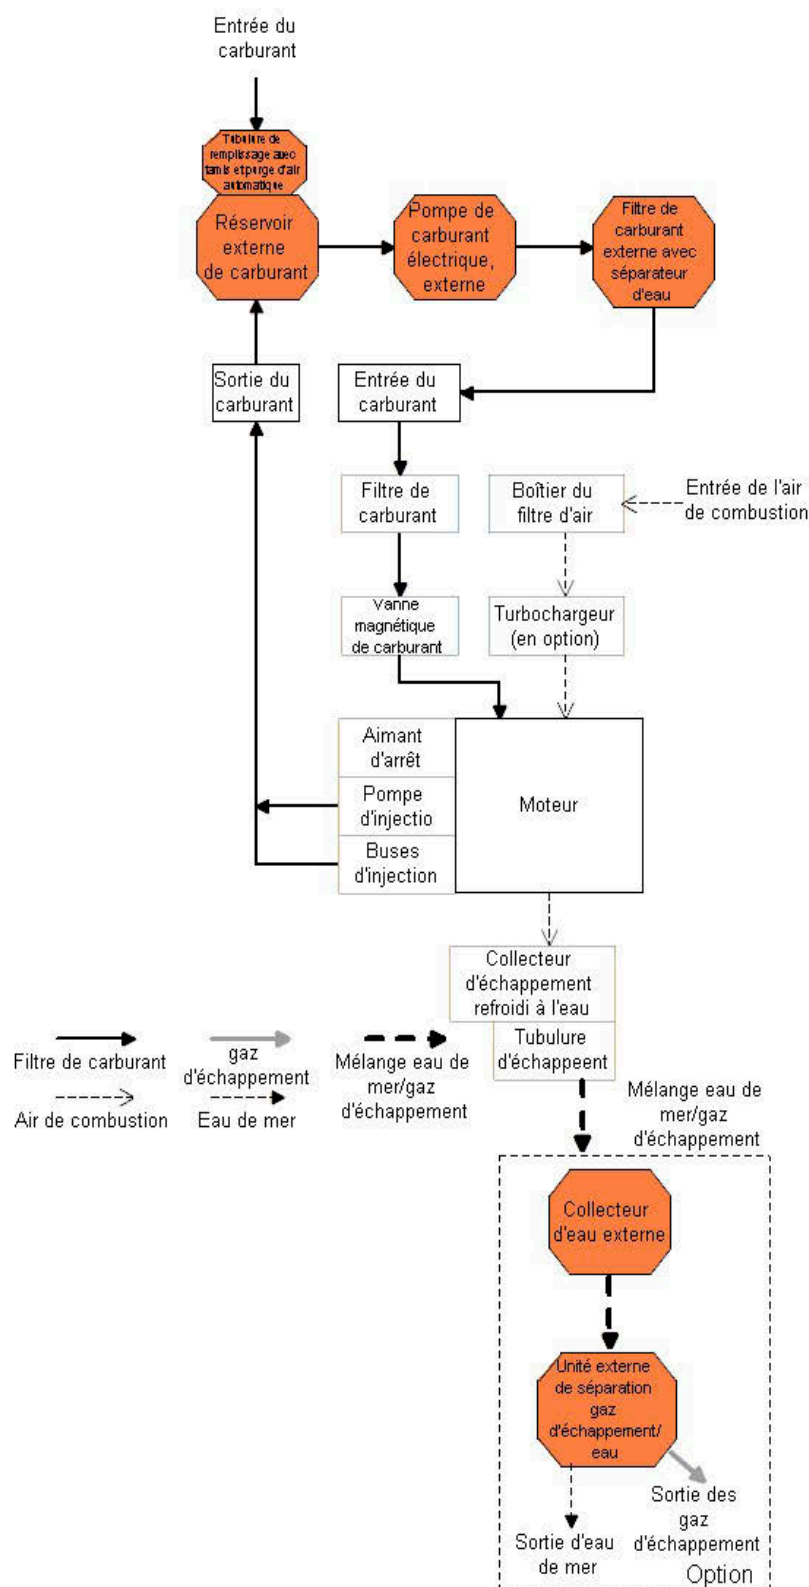 Entrée du
carburant
Tubulure de
remplissage avec
tamis et purge d'air
automatique
Réservoir
externe
de carburant
Pompe de
carburant
électrique,
externe
Filtre de
carburant
externe avec
séparateur
d'eau
Sortie du
carburant
Entrée du
carburant
Filtre de
carburant
Boîtier du
filtre d'air
Entrée de l'air
de combustion
Vanne
magnétique
de carburant
Turbochargeur
(en option)
Aimant
d'arrêt
Pompe
d'injectio
Buses
d'injection
Moteur
Collecteur
d'échappement
refroidi à l'eau
Tubulure
d'échappeent
Filtre de carburant
gaz
d'échappement
Mélange eau de
mer/gaz
d'échappement
Air de combustion
Eau de mer
Mélange eau de
mer/gaz
d'échappement
Collecteur
d'eau externe
Unité externe
de séparation
gaz
d'échappement/
eau
Sortie des
gaz
d'échappement
Sortie d'eau
de mer
Option